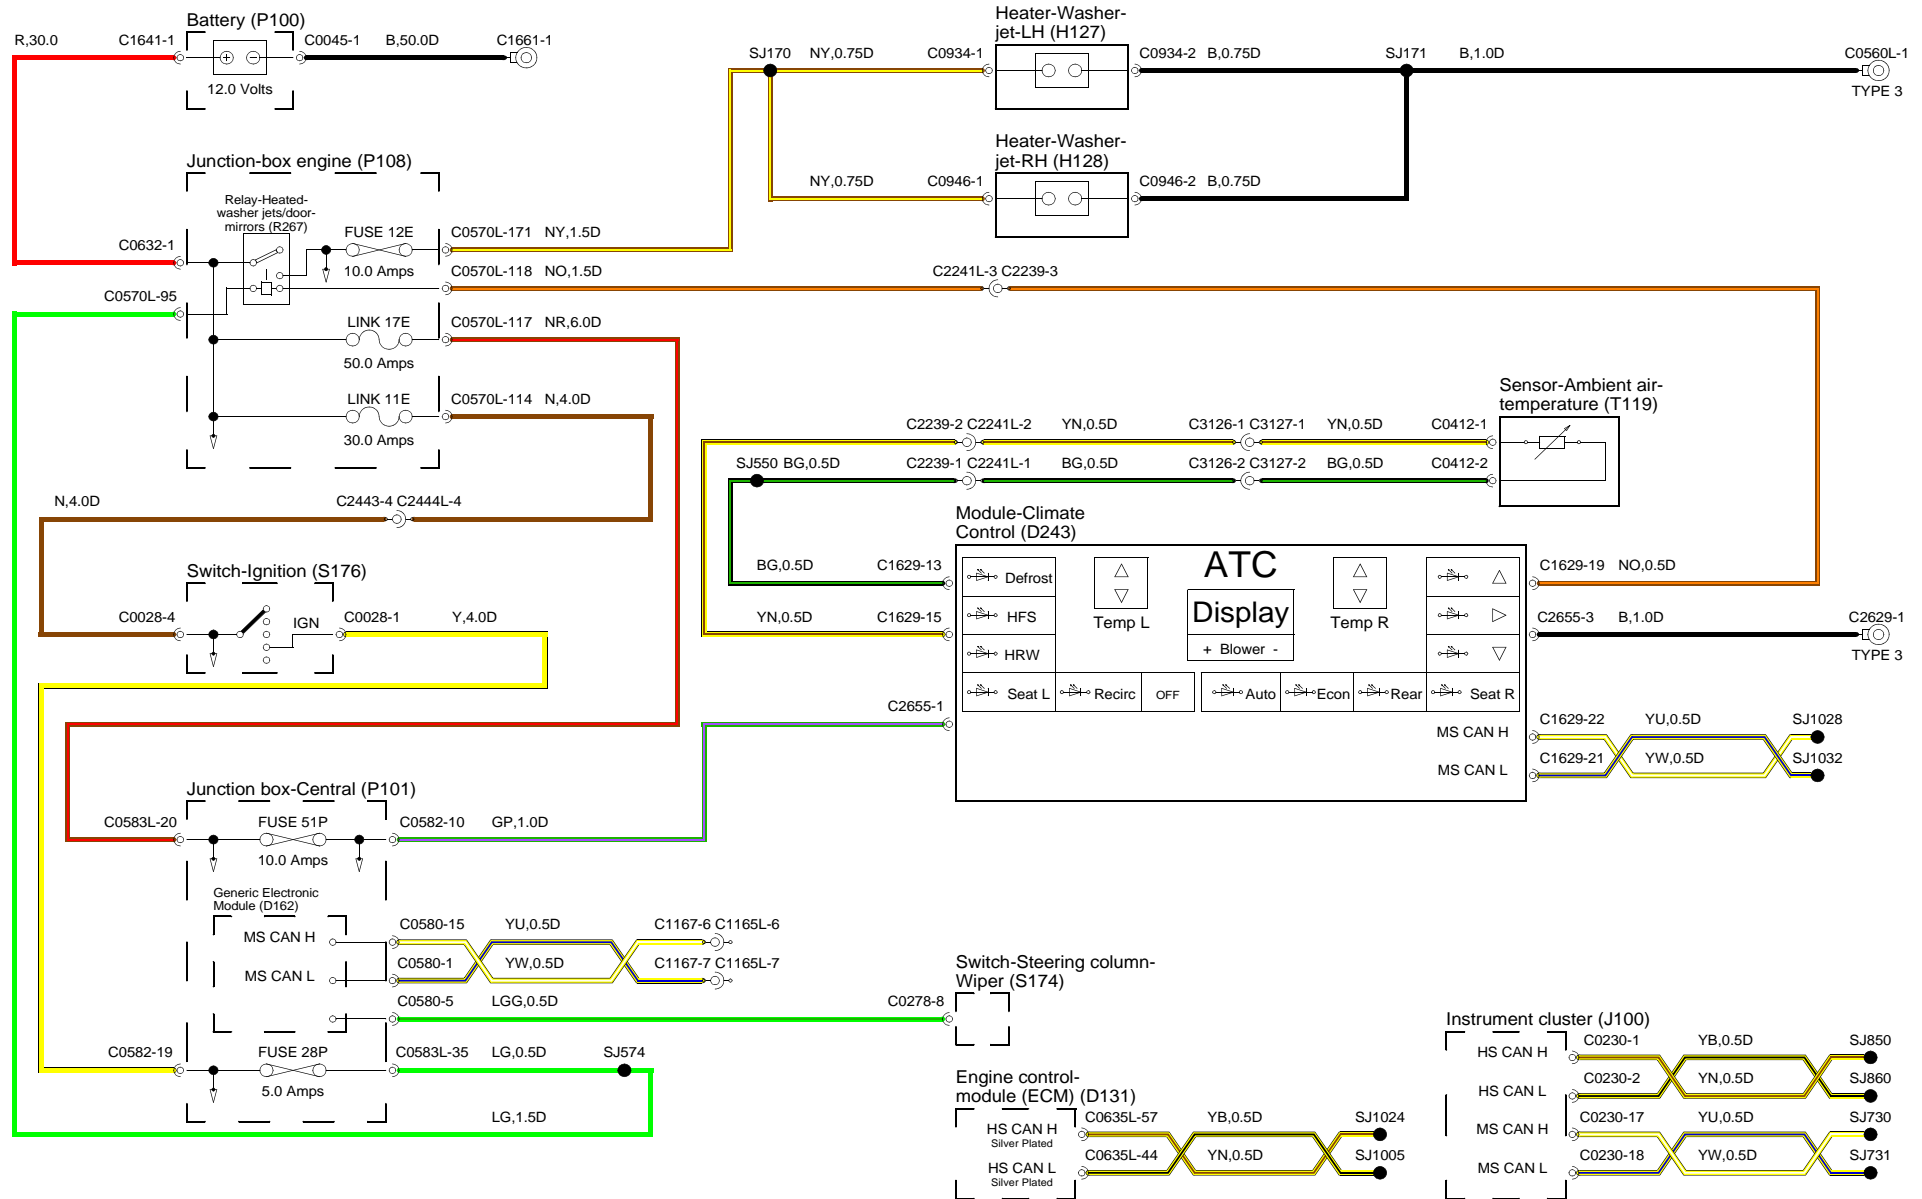 Battery (P100)
R,30.0
C1641-1
C0045-1
B,50.0D
C1661-1
12.0 Volts
Heater-Washer-
jet-LH (H127)
SJ170
NY,0.75D
C0934-1
C0934-2
B,0.75D
SJ171
B,1.0D
C0560L-1
TYPE 3
Heater-Washer-
jet-RH (H128)
NY,0.75D
C0946-1
C0946-2
B,0.75D
Junction-box engine (P108)
Relay-Heated-
washer jets/door-
mirrors (R267)
C0632-1
FUSE 12E
10.0 Amps
C0570L-171
NY,1.5D
C0570L-118
NO,1.5D
C2241L-3
C2239-3
C0570L-95
LINK 17E
50.0 Amps
C0570L-117
NR,6.0D
LINK 11E
30.0 Amps
C0570L-114
N,4.0D
Sensor-Ambient air-
temperature (T119)
C2239-2
C2241L-2
YN,0.5D
C3126-1
C3127-1
YN,0.5D
C0412-1
SJ550
BG,0.5D
C2239-1
C2241L-1
BG,0.5D
C3126-2
C3127-2
BG,0.5D
C0412-2
N,4.0D
C2443-4
C2444L-4
Module-Climate
Control (D243)
BG,0.5D
C1629-13
YN,0.5D
C1629-15
C2655-1
Defrost
HFS
HRW
Seat L
Recirc
OFF
Temp L
ATC
Display
+ Blower -
Temp R
Auto
Econ
Rear
Seat R
MS CAN H
MS CAN L
C1629-19
NO,0.5D
C2655-3
B,1.0D
C2629-1
TYPE 3
C1629-22
YU,0.5D
SJ1028
C1629-21
YW,0.5D
SJ1032
Switch-Ignition (S176)
C0028-4
IGN
C0028-1
Y,4.0D
Junction box-Central (P101)
C0583L-20
FUSE 51P
10.0 Amps
C0582-10
GP,1.0D
Generic Electronic
Module (D162)
MS CAN H
MS CAN L
C0580-15
YU,0.5D
C1167-6
C1165L-6
C0580-1
YW,0.5D
C1167-7
C1165L-7
C0580-5
LGG,0.5D
C0278-8
Switch-Steering column-
Wiper (S174)
C0582-19
FUSE 28P
5.0 Amps
C0583L-35
LG,0.5D
SJ574
LG,1.5D
Engine control-
module (ECM) (D131)
HS CAN H
Silver Plated
HS CAN L
Silver Plated
C0635L-57
YB,0.5D
SJ1024
C0635L-44
YN,0.5D
SJ1005
Instrument cluster (J100)
HS CAN H
HS CAN L
MS CAN H
MS CAN L
C0230-1
YB,0.5D
SJ850
C0230-2
YN,0.5D
SJ860
C0230-17
YU,0.5D
SJ730
C0230-18
YW,0.5D
SJ731